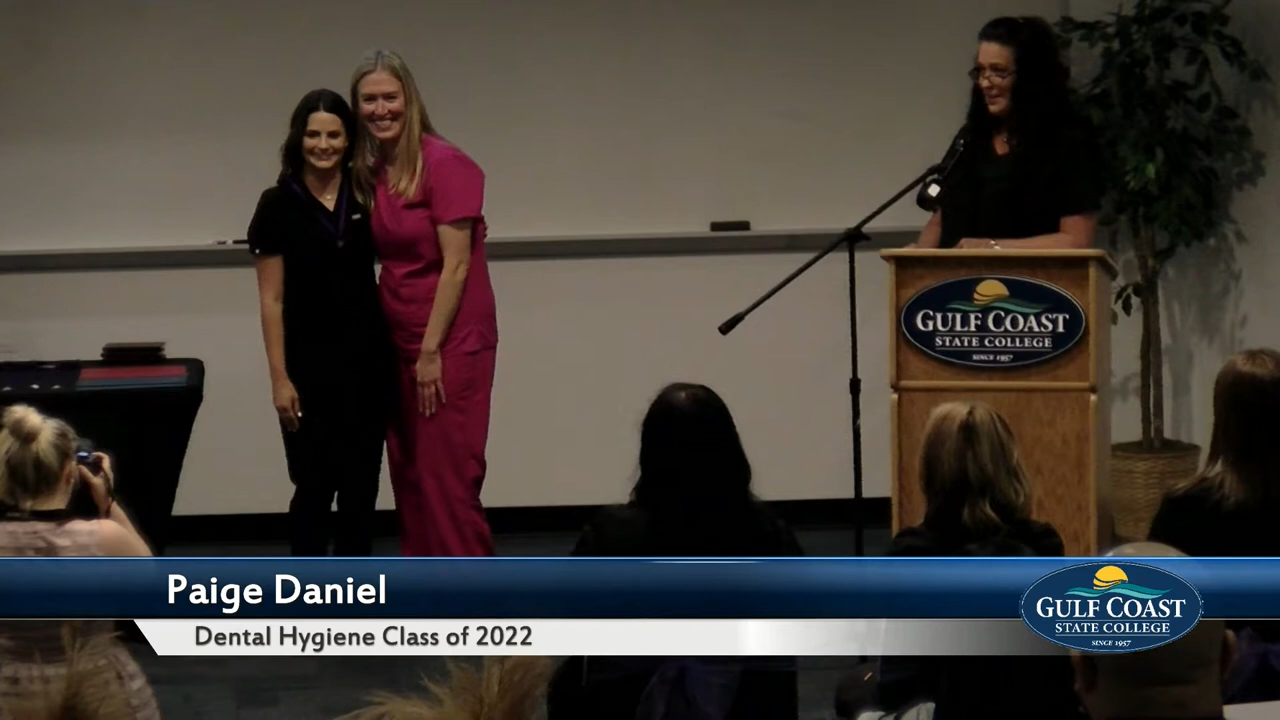 GULF COAST
STATE COLLEGE
SINCE 1957
Paige Daniel
Dental Hygiene Class of 2022
GULF COAST
STATE COLLEGE
SINCE 1957